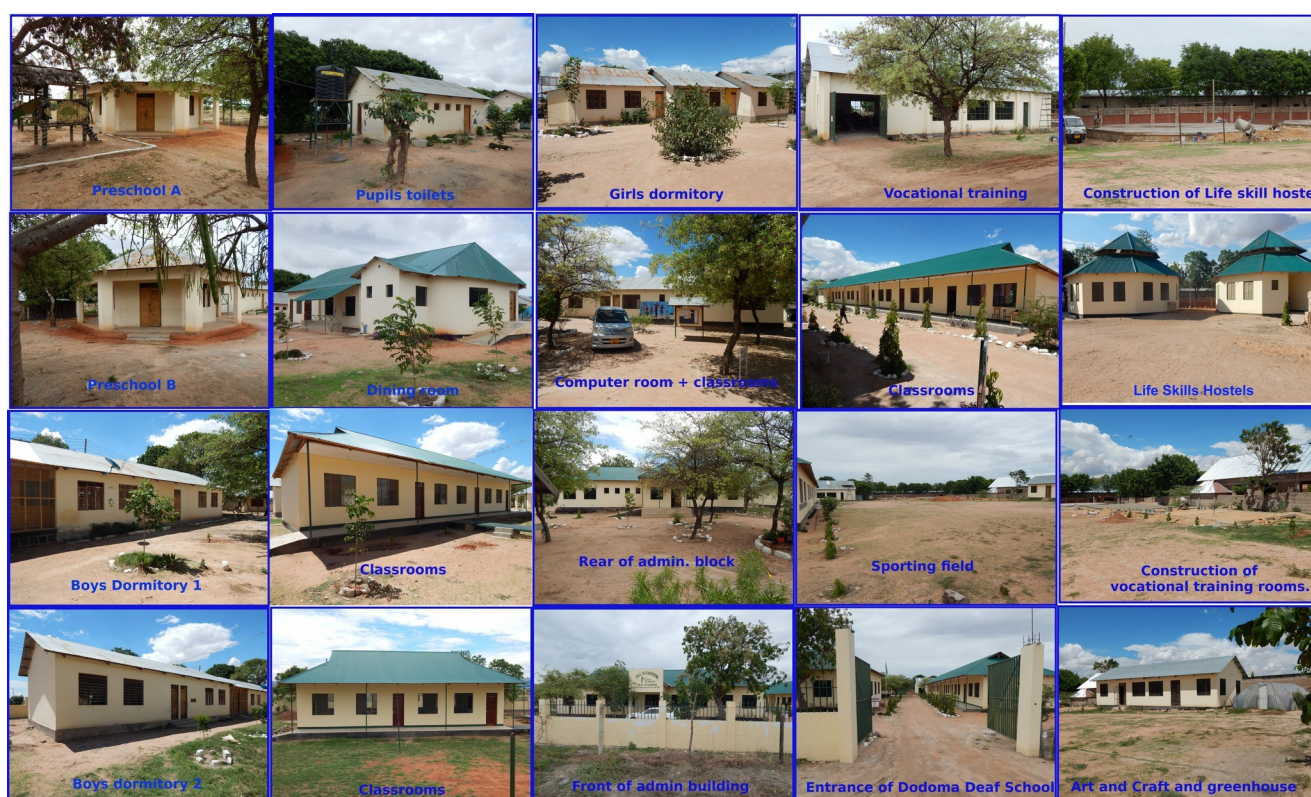 Preschool A
Pupils toilets
Girls dormitory
Vocational training
Construction of Life skill hoste
Preschool B
Dining room
Computer room + classrooms
Classrooms
Life Skills Hostels
Boys Dormitory 1
Classrooms
Rear of admin. block
Sporting field
Construction of
vocational training rooms.
Boys dormitory 2
Classrooms
Front of admin building
Entrance of Dodoma Deaf School
Art and Craft and greenhouse